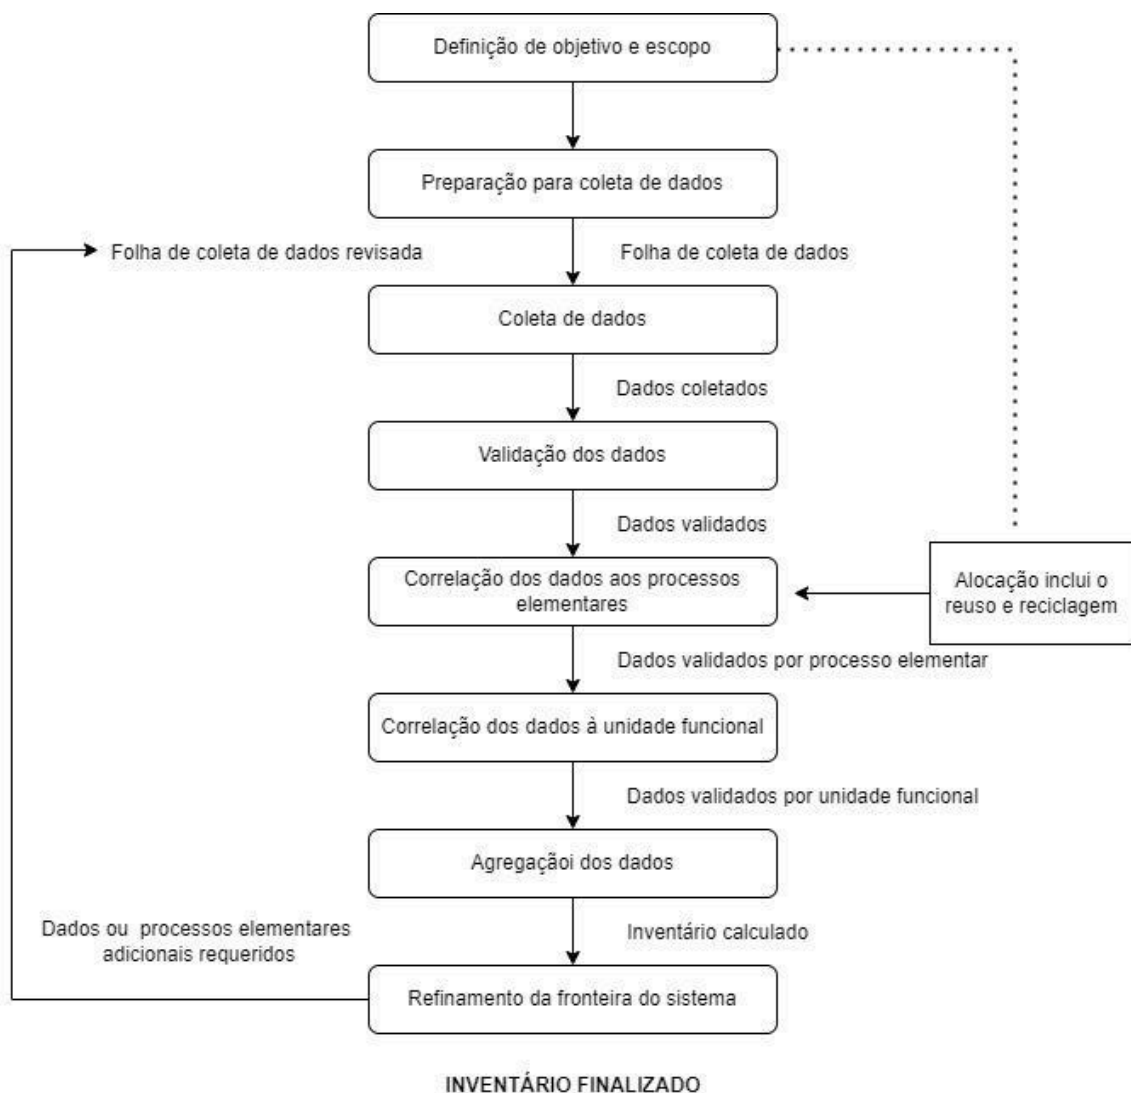 Definição de objetivo e escopo
Preparação para coleta de dados
Folha de coleta de dados revisada
Folha de coleta de dados
Coleta de dados
Dados coletados
Validação dos dados
Dados validados
Correlação dos dados aos processos
elementares
Alocação inclui o
reuso e reciclagem
Dados validados por processo elementar
Correlação dos dados à unidade funcional
Dados validados por unidade funcional
Agregaçãoi dos dados
Dados ou processos elementares
adicionais requeridos
Inventário calculado
Refinamento da fronteira do sistema
INVENTÁRIO FINALIZADO